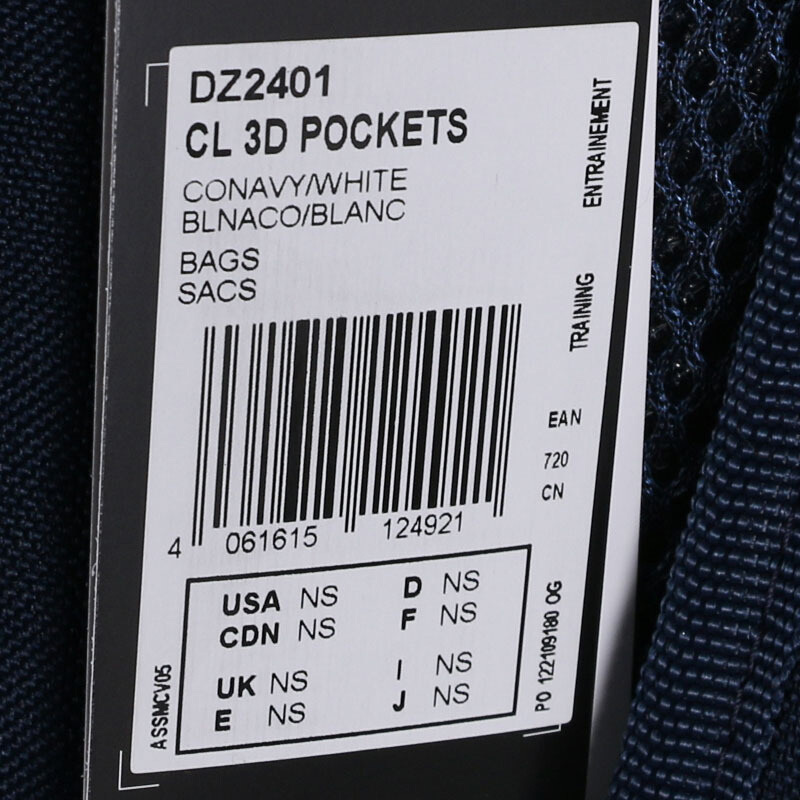 DZ2401
CL 3D POCKETS
CONAVY/WHITE
BLNACO/BLANC
BAGS
SACS
ENTRAINEMENT
TRAINING
EAN
720
CN
4 061615 124921
USA NS D NS
CDN NS F NS
UK NS I NS
E NS J NS
ASSMCV05
PO 122109180 OG